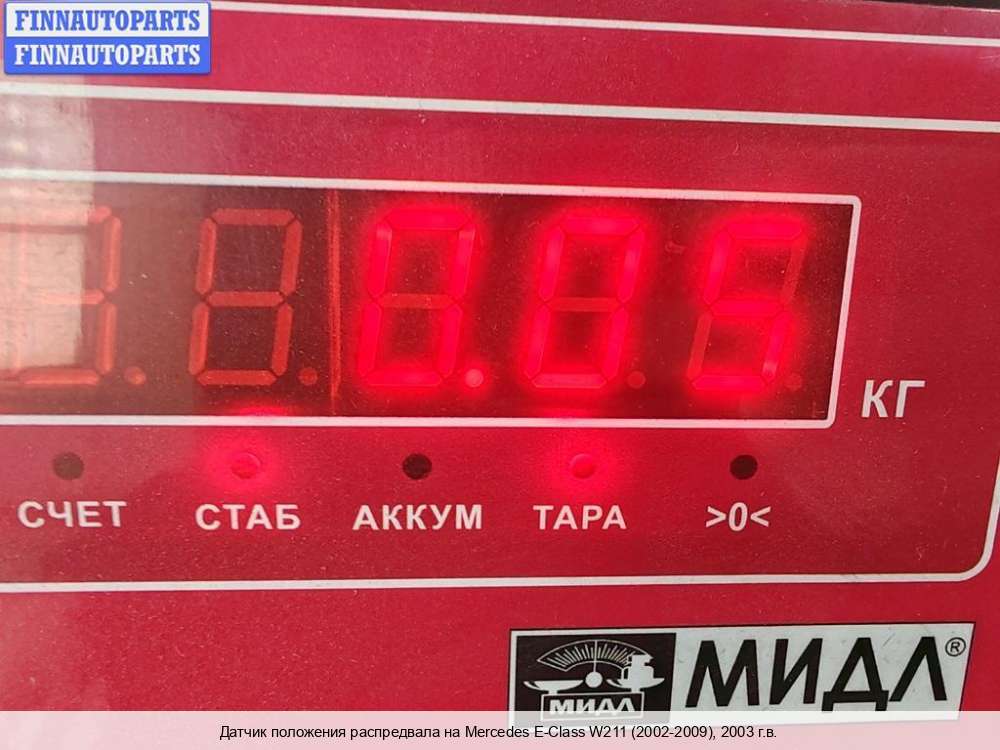 FINNAUTOPARTS
FINNAUTOPARTS
0.05
КГ
СЧЕТ СТАБ АККУМ ТАРА >0<
МИДЛ МИДЛ®
Датчик положения распредвала на Mercedes E-Class W211 (2002-2009), 2003 г.в.